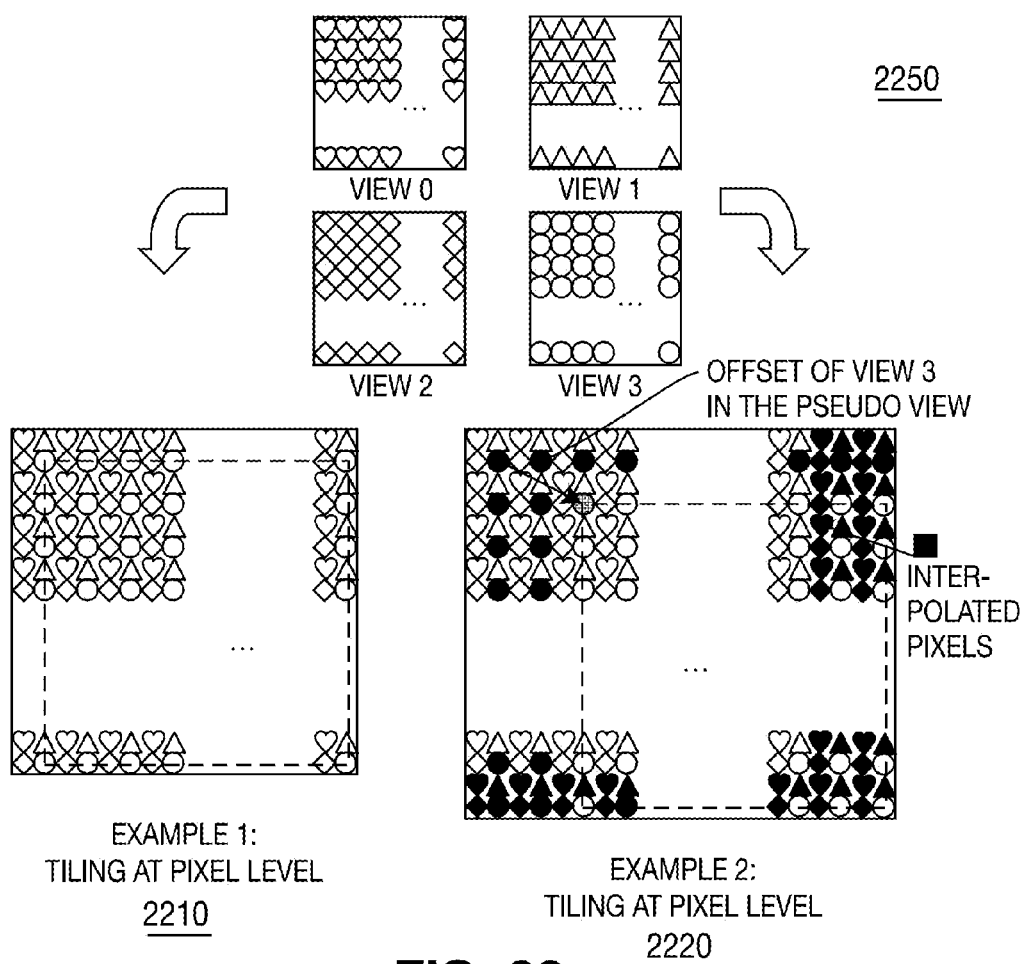 2250
...
...
VIEW 0
VIEW 1
...
...
VIEW 2
VIEW 3
OFFSET OF VIEW 3
IN THE PSEUDO VIEW
INTER-
POLATED
PIXELS
...
...
EXAMPLE 1:
TILING AT PIXEL LEVEL
2210
EXAMPLE 2:
TILING AT PIXEL LEVEL
2220